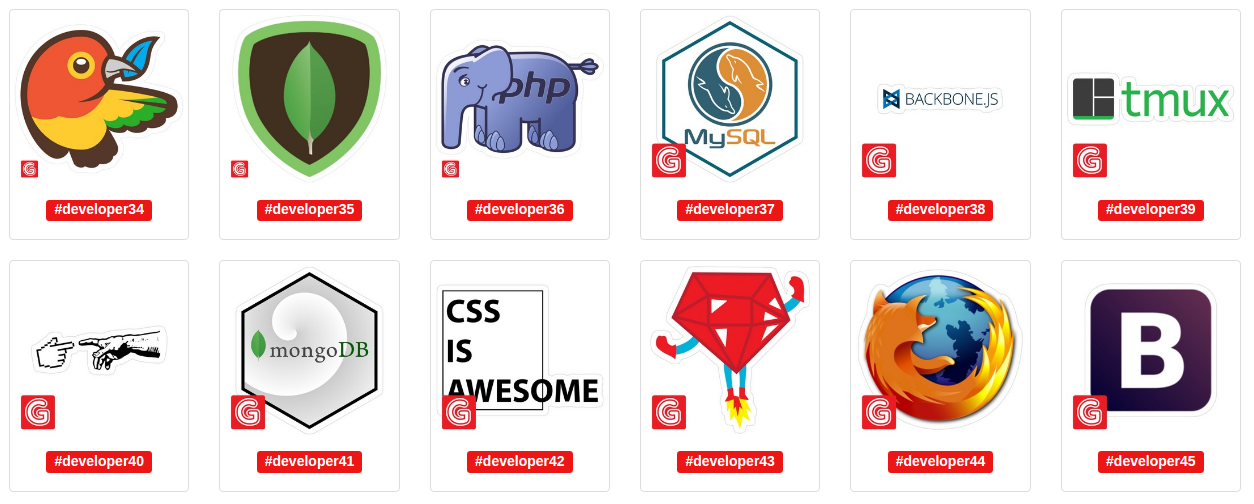 php
MySQL
BACKBONE.JS
tmux
G
G
G
G
G
G
#developer34
#developer35
#developer36
#developer37
#developer38
#developer39
mongoDB
CSS
IS
AWESOME
B
G
G
G
G
G
G
#developer40
#developer41
#developer42
#developer43
#developer44
#developer45